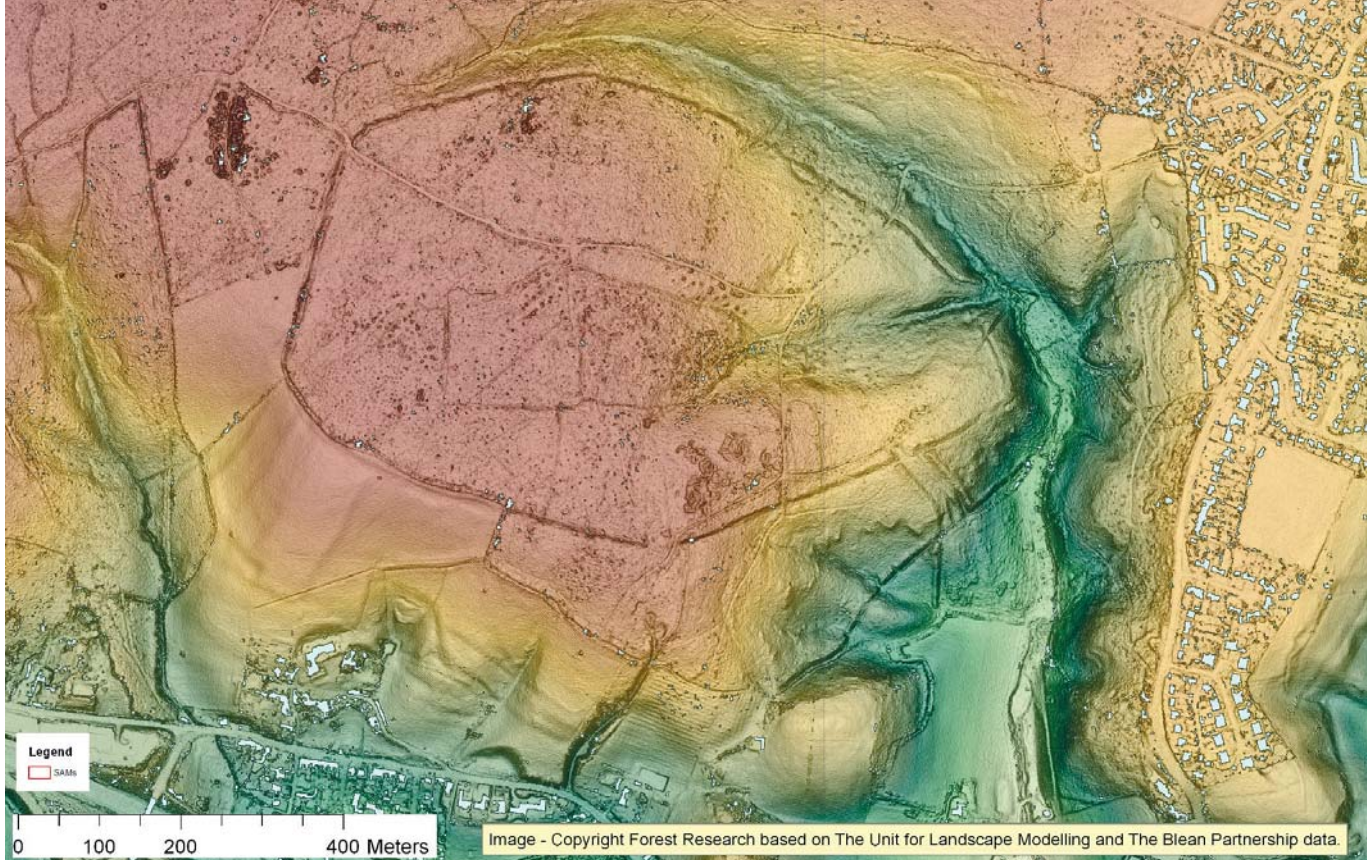 Legend
SAMs
0 100 200 400 Meters
Image - Copyright Forest Research based on The Unit for Landscape Modelling and The Blean Partnership data.